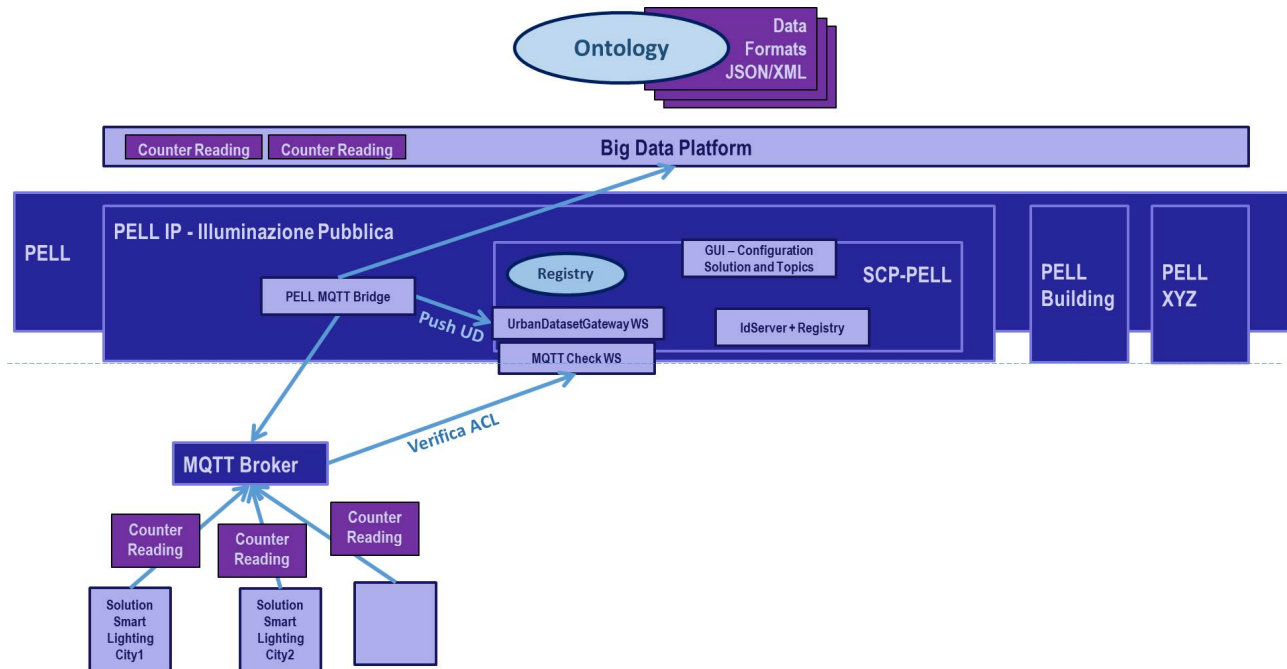 Ontology
Data
Formats
JSON/XML
Counter Reading
Counter Reading
Big Data Platform
PELL
PELL IP - Illuminazione Pubblica
GUI – Configuration
Solution and Topics
Registry
SCP-PELL
PELL
Building
PELL
XYZ
PELL MQTT Bridge
Push UD
UrbanDatasetGateway WS
IdServer + Registry
MQTT Check WS
Verifica ACL
MQTT Broker
Counter
Reading
Counter
Reading
Counter
Reading
Solution
Smart
Lighting
City1
Solution
Smart
Lighting
City2